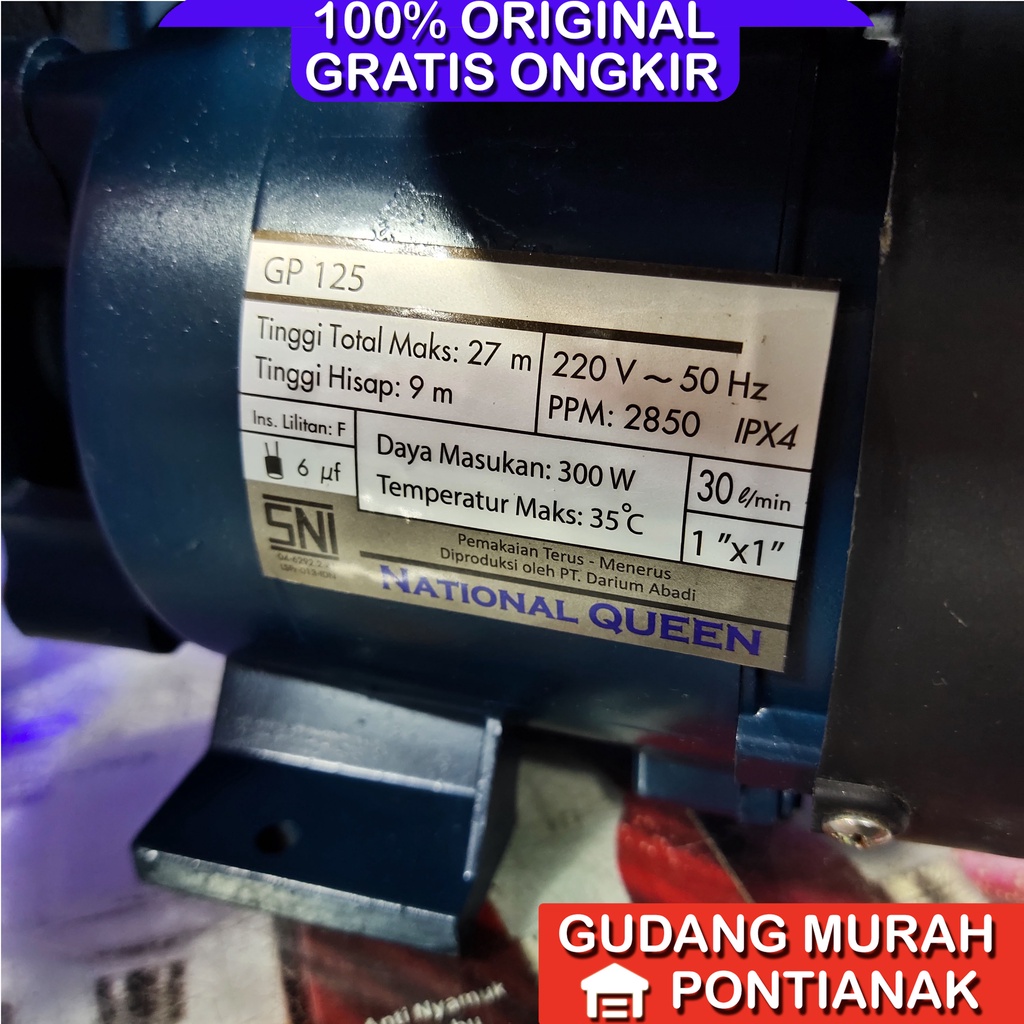 100% ORIGINAL
GRATIS ONGKIR
GP 125
Tinggi Total Maks: 27 m
Tinggi Hisap: 9 m
220 V ~ 50 Hz
PPM: 2850 IPX4
Ins. Lilitan: F
6 µf
Daya Masukan: 300 W
Temperatur Maks: 35°C
30 ℓ/min
1 "x1"
SNI
Pemakaian Terus - Menerus
Diproduksi oleh PT. Darium Abadi
NATIONAL QUEEN
Anti Nyamuk
GUDANG MURAH
PONTIANAK